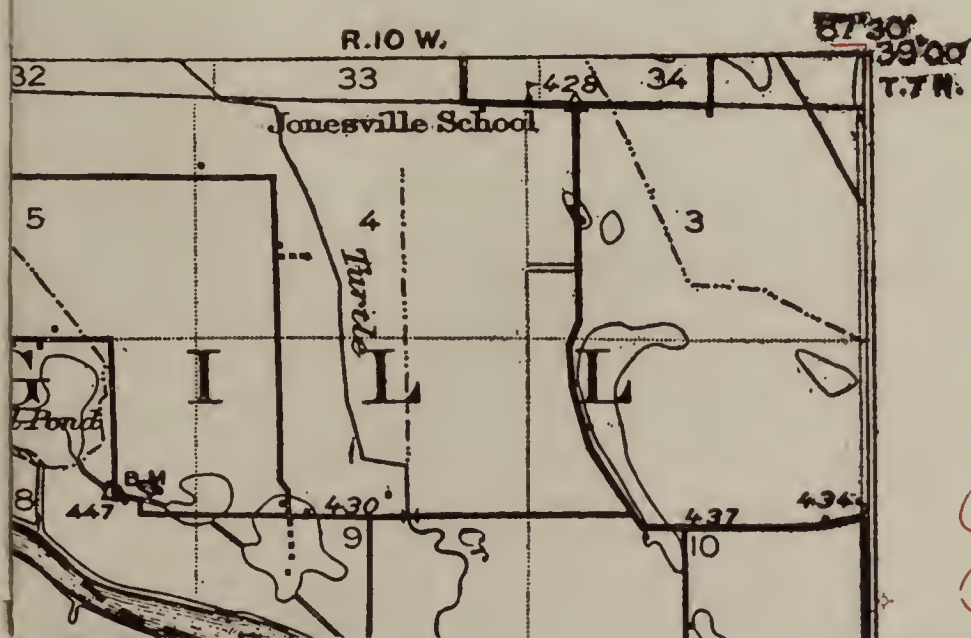 87°30'
R.10 W.
39°00'
32 33 428 34
T.7 N.
Jonesville School
5 4 3
Turtle
G I L L
Pond
B.M.
8 447 430 437 434
9 10